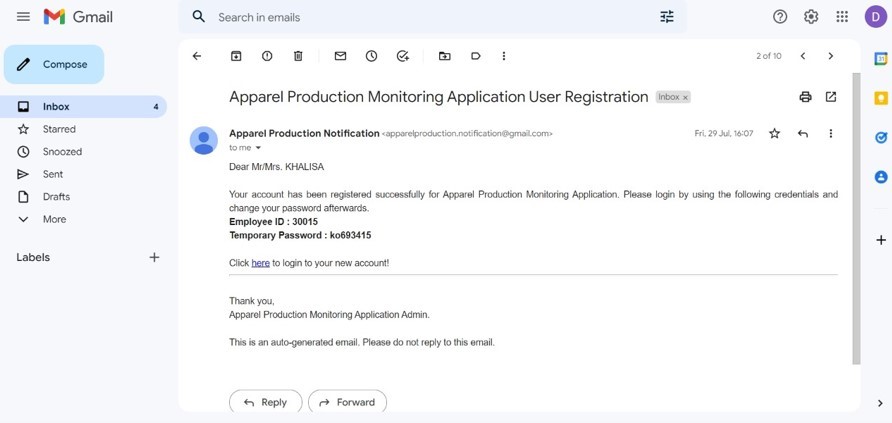 Gmail
Search in emails
D
Compose
2 of 10
Inbox 4
Starred
Snoozed
Sent
Drafts
More
Labels
Apparel Production Monitoring Application User Registration Inbox x
Apparel Production Notification <apparelproduction.notification@gmail.com> Fri, 29 Jul, 16:07
to me
Dear Mr/Mrs. KHALISA
Your account has been registered successfully for Apparel Production Monitoring Application. Please login by using the following credentials and
change your password afterwards.
Employee ID : 30015
Temporary Password : ko693415
Click here to login to your new account!
Thank you,
Apparel Production Monitoring Application Admin.
This is an auto-generated email. Please do not reply to this email.
Reply Forward